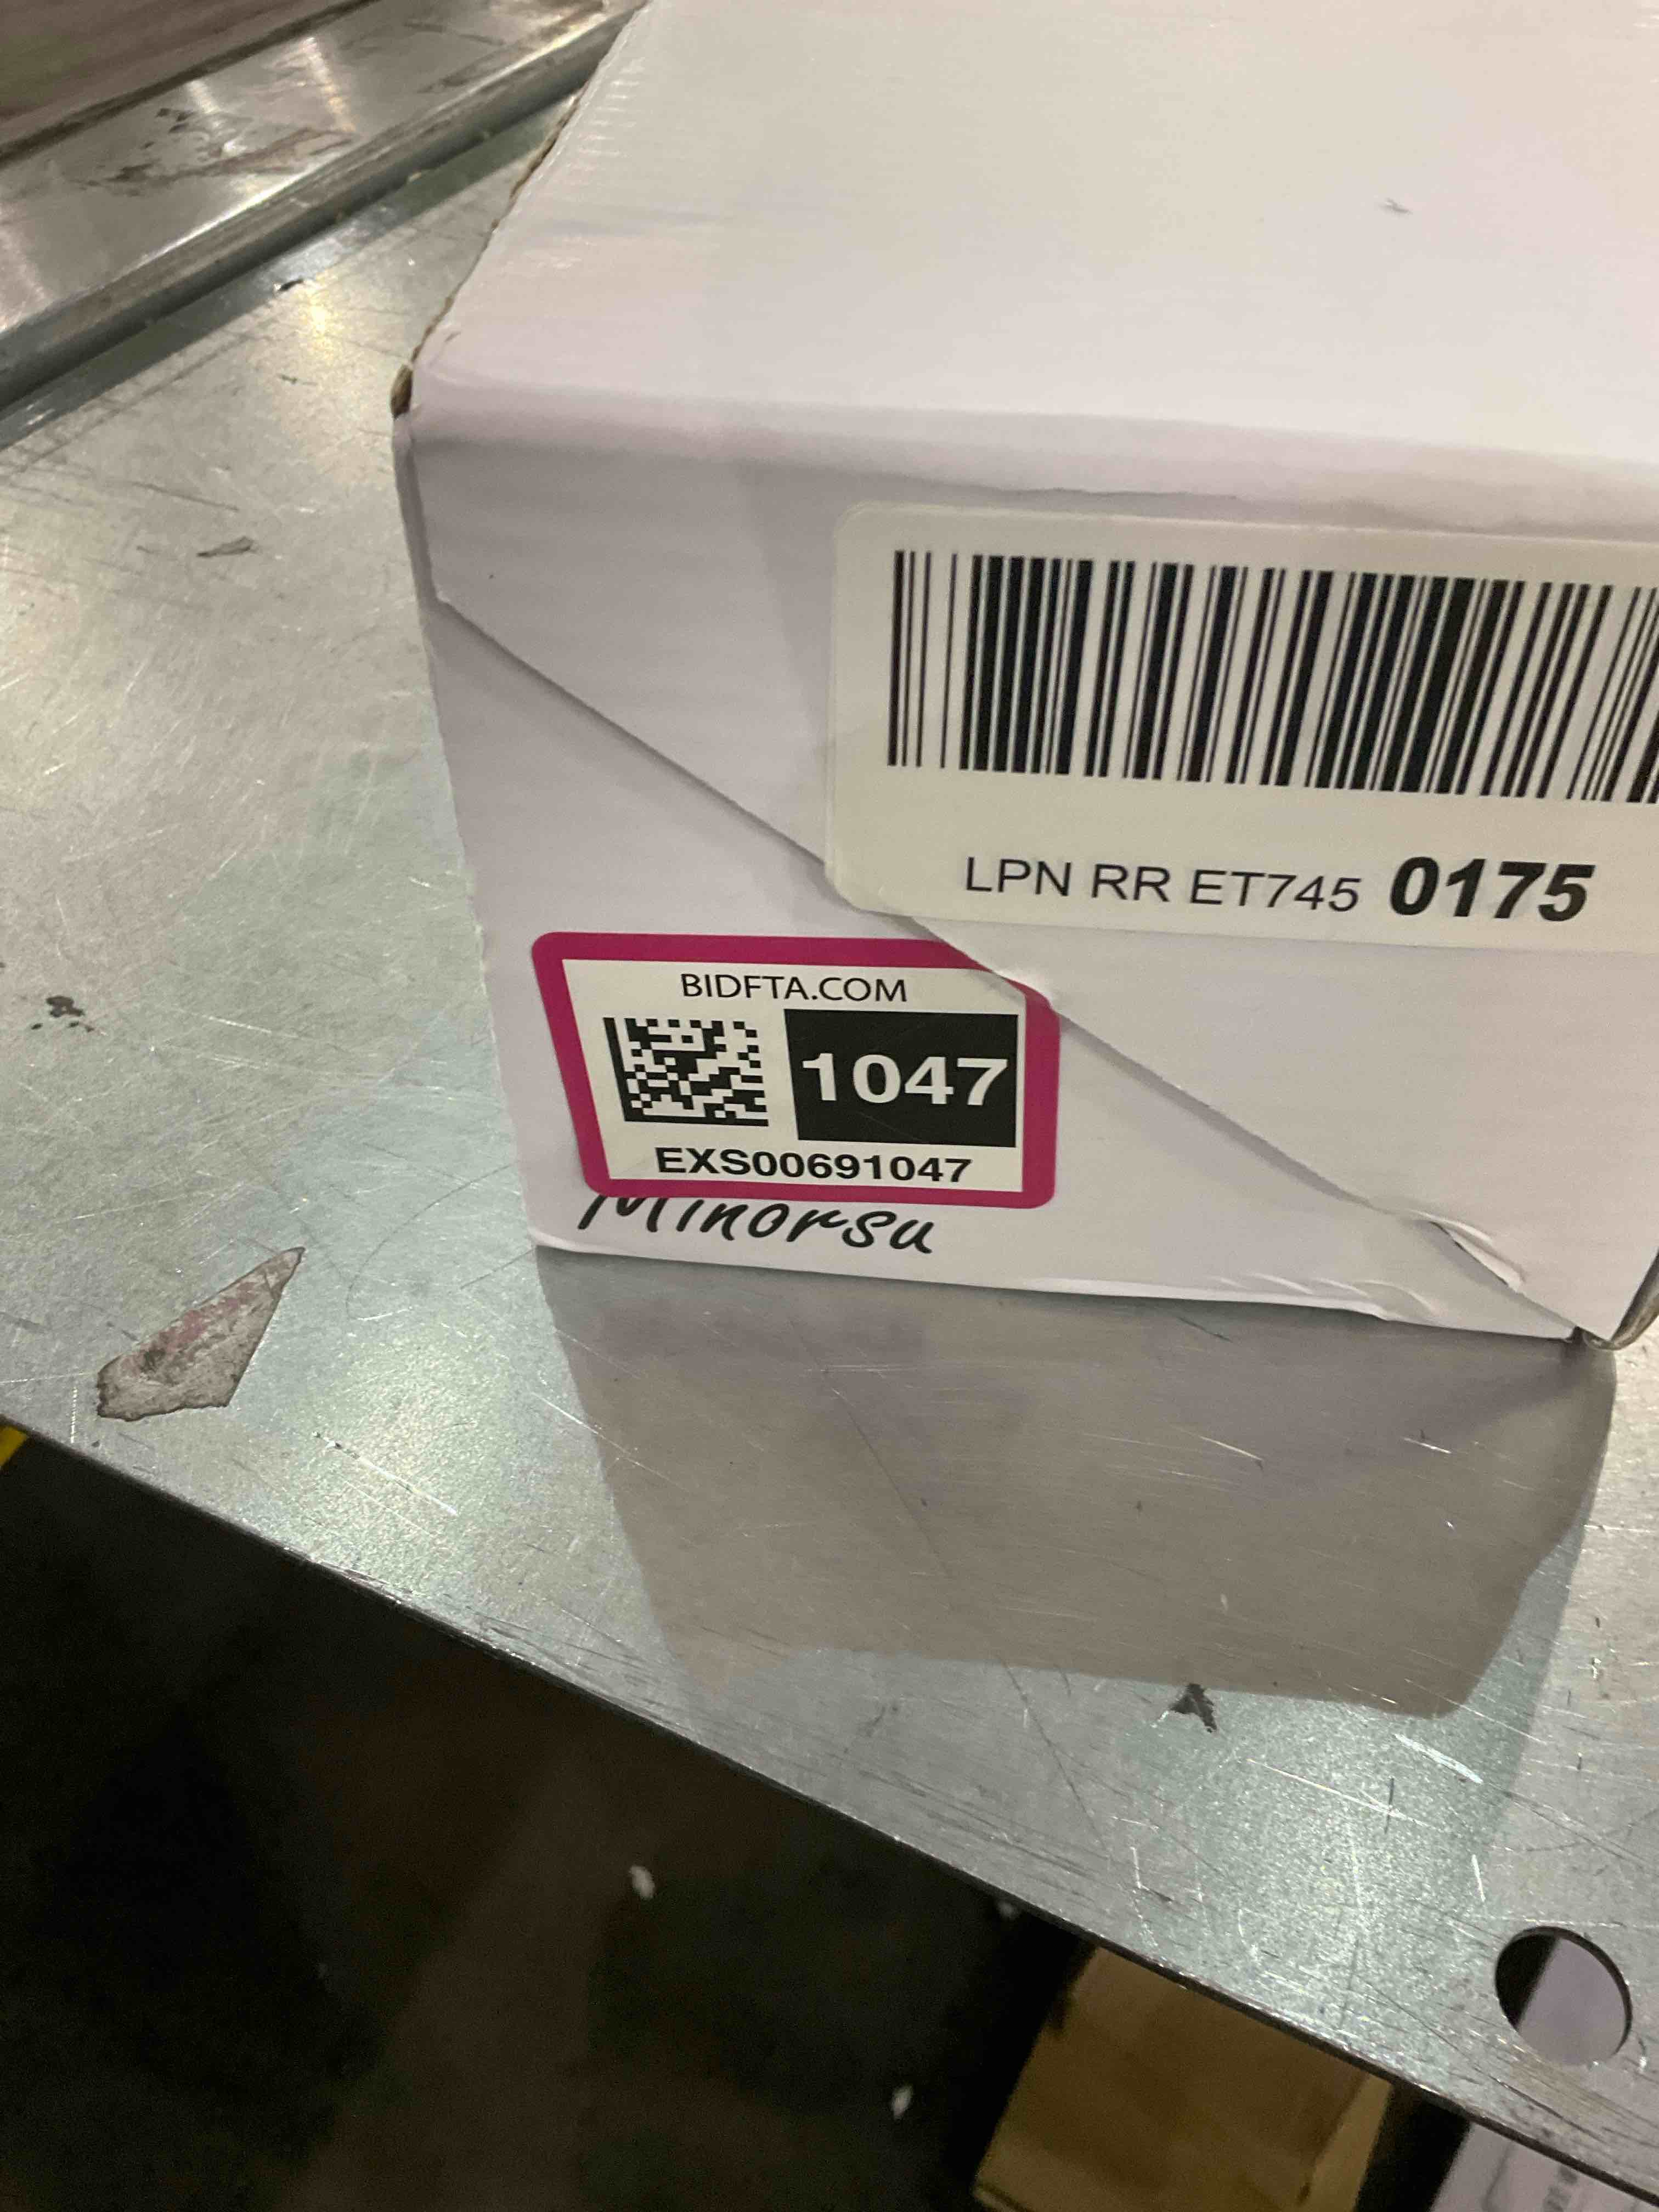 LPN RR ET745 0175
BIDFTA.COM
1047
EXS00691047
Minorsu